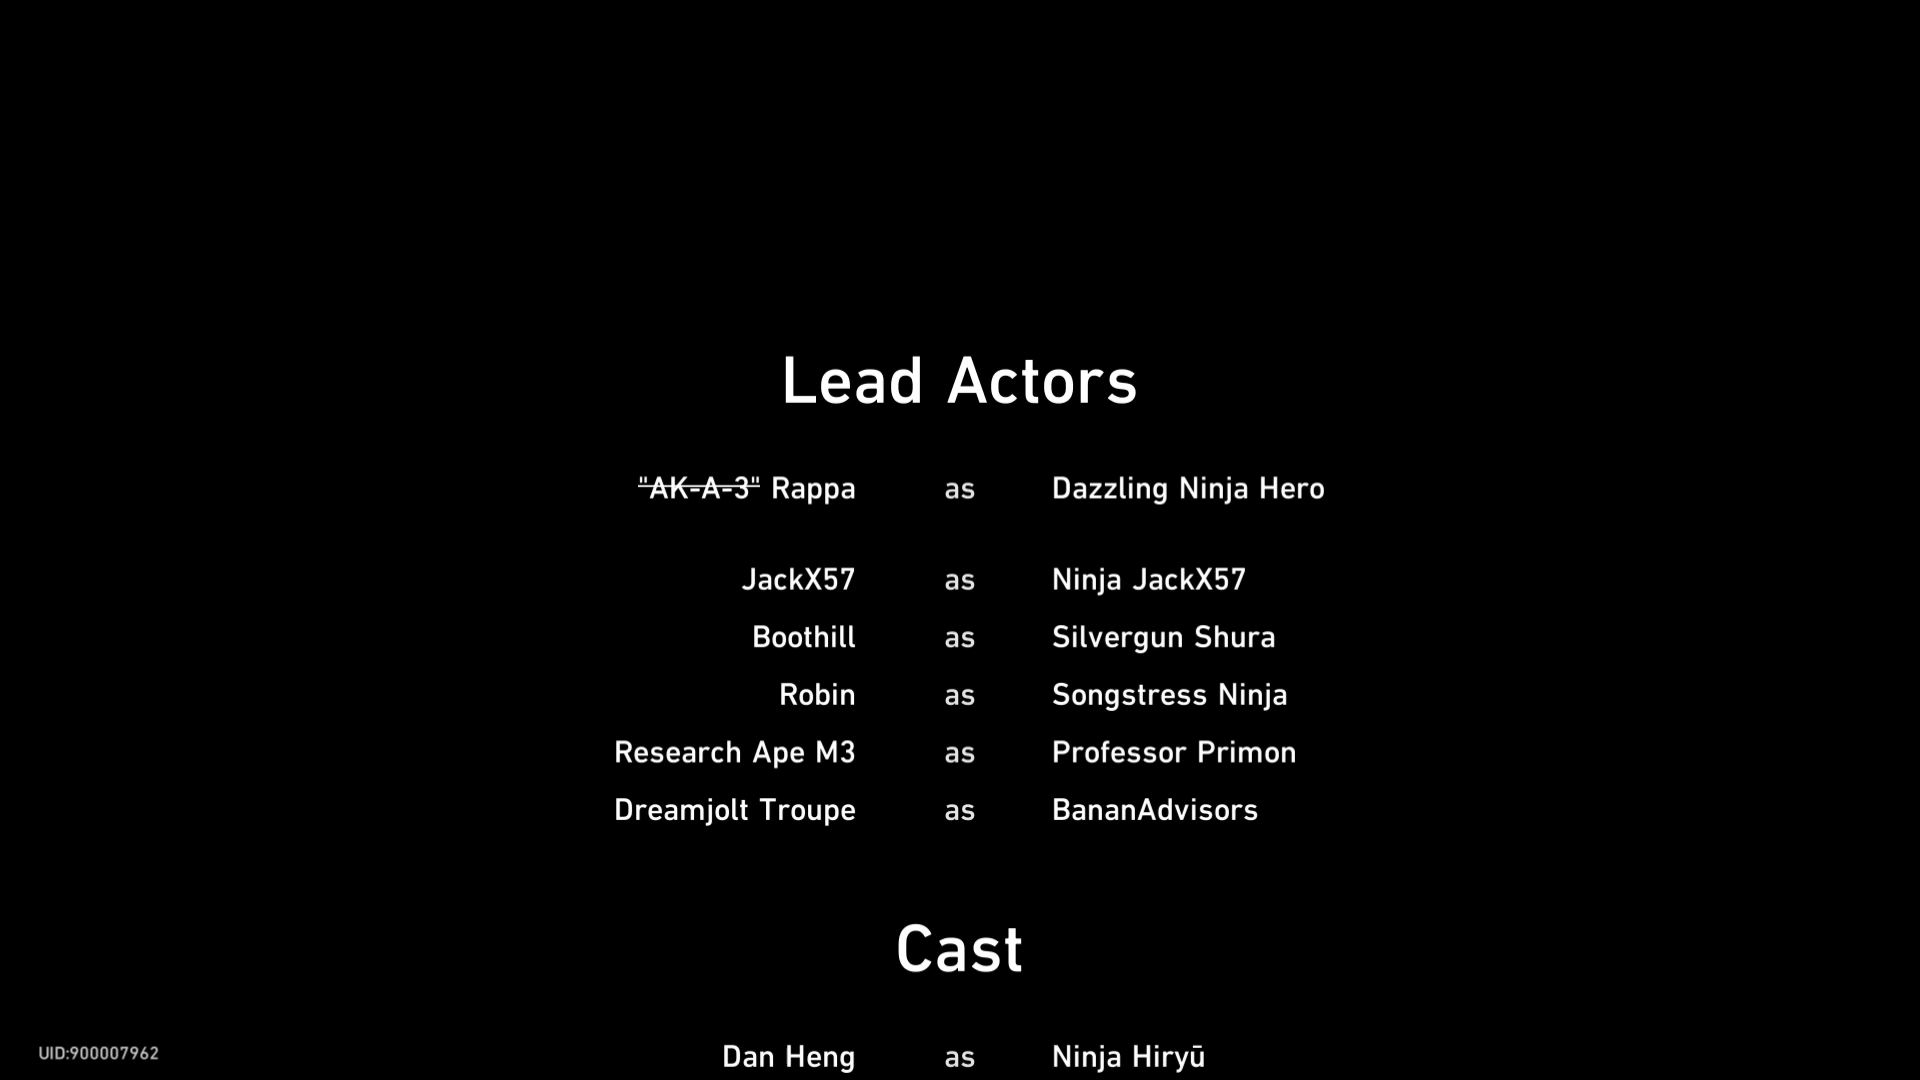 Lead Actors
"AK-A-3" Rappa as Dazzling Ninja Hero
JackX57 as Ninja JackX57
Boothill as Silvergun Shura
Robin as Songstress Ninja
Research Ape M3 as Professor Primon
Dreamjolt Troupe as BananAdvisors
Cast
Dan Heng as Ninja Hiryū
UID:900007962